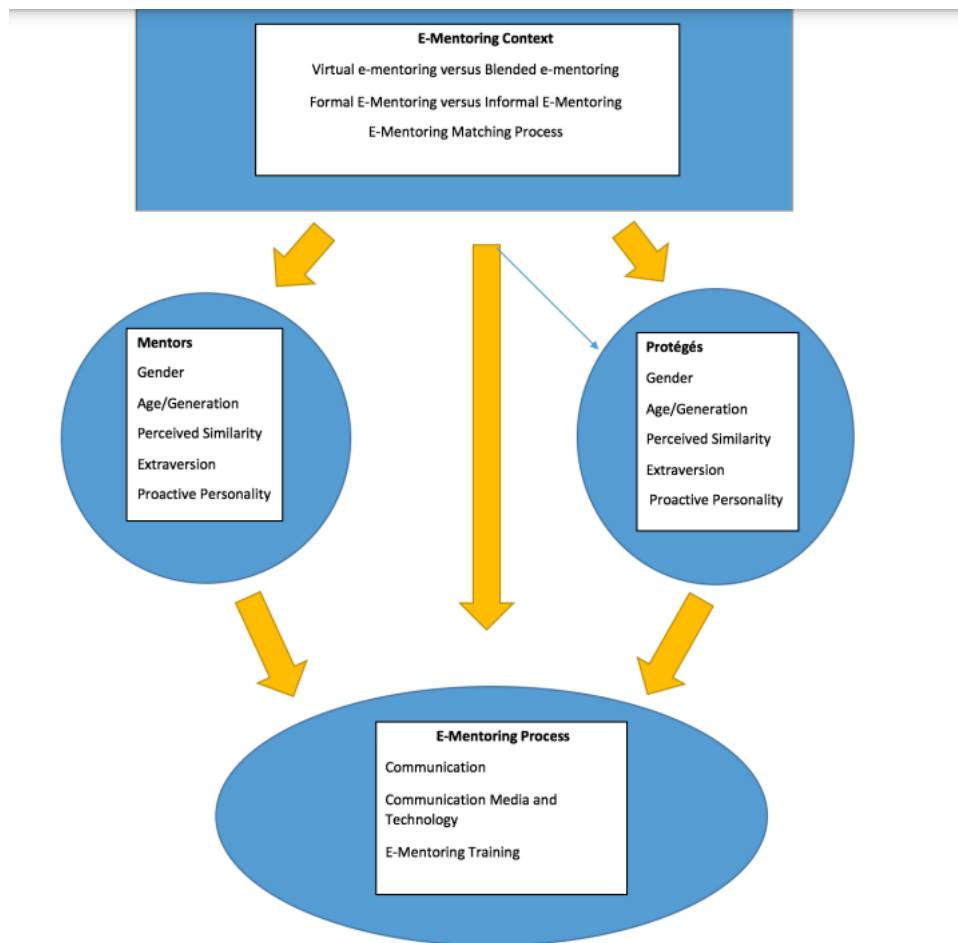 E-Mentoring Context
Virtual e-mentoring versus Blended e-mentoring
Formal E-Mentoring versus Informal E-Mentoring
E-Mentoring Matching Process
Mentors
Gender
Age/Generation
Perceived Similarity
Extraversion
Proactive Personality
Protégés
Gender
Age/Generation
Perceived Similarity
Extraversion
Proactive Personality
E-Mentoring Process
Communication
Communication Media and
Technology
E-Mentoring Training